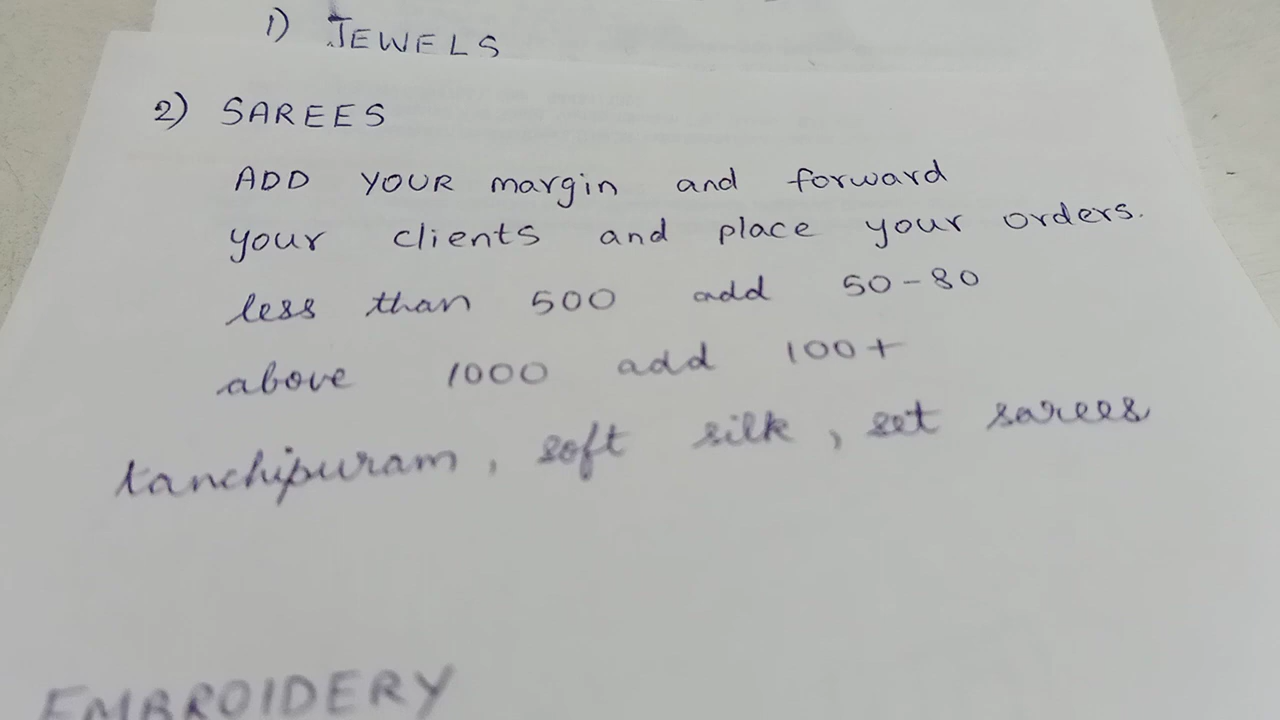 1) JEWELS
2) SAREES
ADD YOUR margin and forward
your clients and place your orders.
less than 500 add 50-80
above 1000 add 100+
kanchipuram, soft silk, set sarees
EMBROIDERY